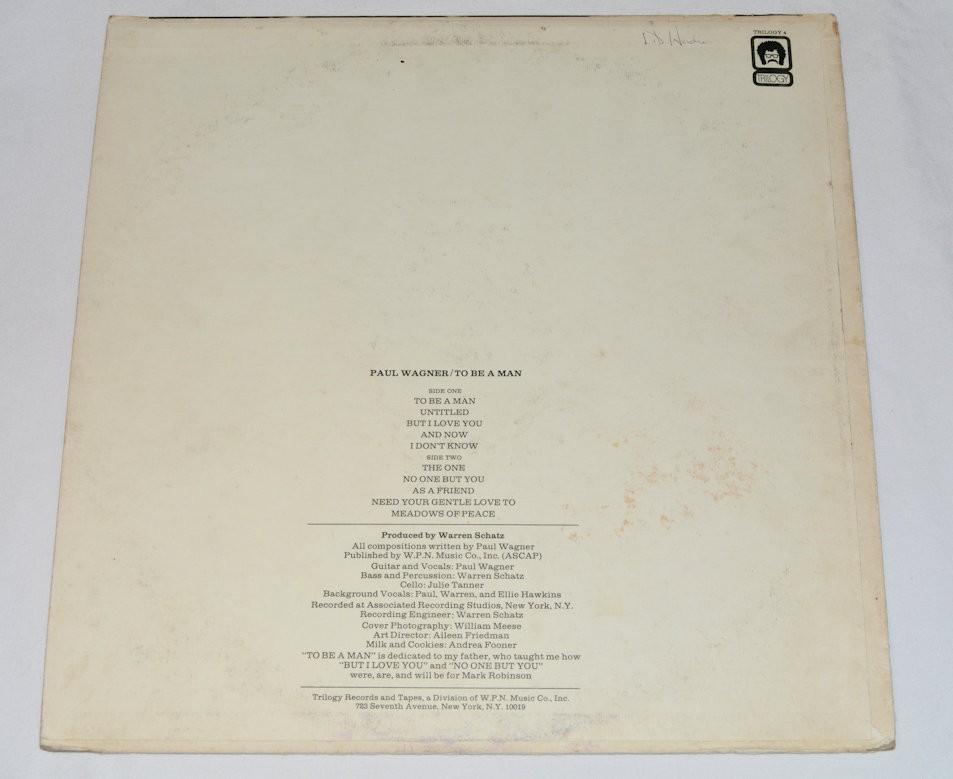 TRILOGY 4
TRILOGY
PAUL WAGNER/TO BE A MAN
SIDE ONE
TO BE A MAN
UNTITLED
BUT I LOVE YOU
AND NOW
I DON'T KNOW
SIDE TWO
THE ONE
NO ONE BUT YOU
AS A FRIEND
NEED YOUR GENTLE LOVE TO
MEADOWS OF PEACE
Produced by Warren Schatz
All compositions written by Paul Wagner
Published by W.P.N. Music Co., Inc. (ASCAP)
Guitar and Vocals: Paul Wagner
Bass and Percussion: Warren Schatz
Cello: Julie Tanner
Background Vocals: Paul, Warren, and Ellie Hawkins
Recorded at Associated Recording Studios, New York, N.Y.
Recording Engineer: Warren Schatz
Cover Photography: William Meese
Art Director: Aileen Friedman
Milk and Cookies: Andrea Fooner
"TO BE A MAN" is dedicated to my father, who taught me how
"BUT I LOVE YOU" and "NO ONE BUT YOU"
were, are, and will be for Mark Robinson
Trilogy Records and Tapes, a Division of W.P.N. Music Co., Inc.
723 Seventh Avenue, New York, N.Y. 10019